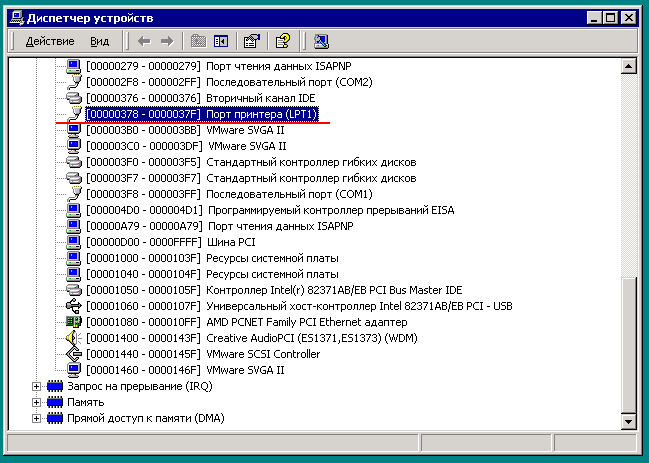 Диспетчер устройств
Действие Вид
[00000279 - 00000279] Порт чтения данных ISAPNP
[000002F8 - 000002FF] Последовательный порт (COM2)
[00000376 - 00000376] Вторичный канал IDE
[00000378 - 0000037F] Порт принтера (LPT1)
[000003B0 - 000003BB] VMware SVGA II
[000003C0 - 000003DF] VMware SVGA II
[000003F0 - 000003F5] Стандартный контроллер гибких дисков
[000003F7 - 000003F7] Стандартный контроллер гибких дисков
[000003F8 - 000003FF] Последовательный порт (COM1)
[000004D0 - 000004D1] Программируемый контроллер прерываний EISA
[00000A79 - 00000A79] Порт чтения данных ISAPNP
[00000D00 - 0000FFFF] Шина PCI
[00001000 - 0000103F] Ресурсы системной платы
[00001040 - 0000104F] Ресурсы системной платы
[00001050 - 0000105F] Контроллер Intel(r) 82371AB/EB PCI Bus Master IDE
[00001060 - 0000107F] Универсальный хост-контроллер Intel 82371AB/EB PCI - USB
[00001080 - 000010FF] AMD PCNET Family PCI Ethernet адаптер
[00001400 - 0000143F] Creative AudioPCI (ES1371,ES1373) (WDM)
[00001440 - 0000145F] VMware SCSI Controller
[00001460 - 0000146F] VMware SVGA II
Запрос на прерывание (IRQ)
Память
Прямой доступ к памяти (DMA)